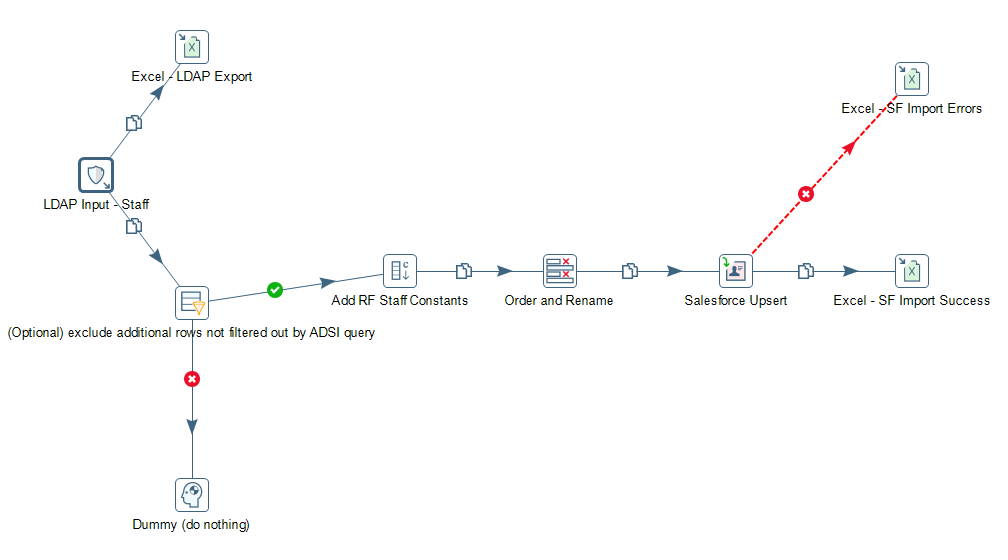 Excel - LDAP Export
Excel - SF Import Errors
LDAP Input - Staff
Add RF Staff Constants
Order and Rename
Salesforce Upsert
Excel - SF Import Success
(Optional) exclude additional rows not filtered out by ADSI query
Dummy (do nothing)